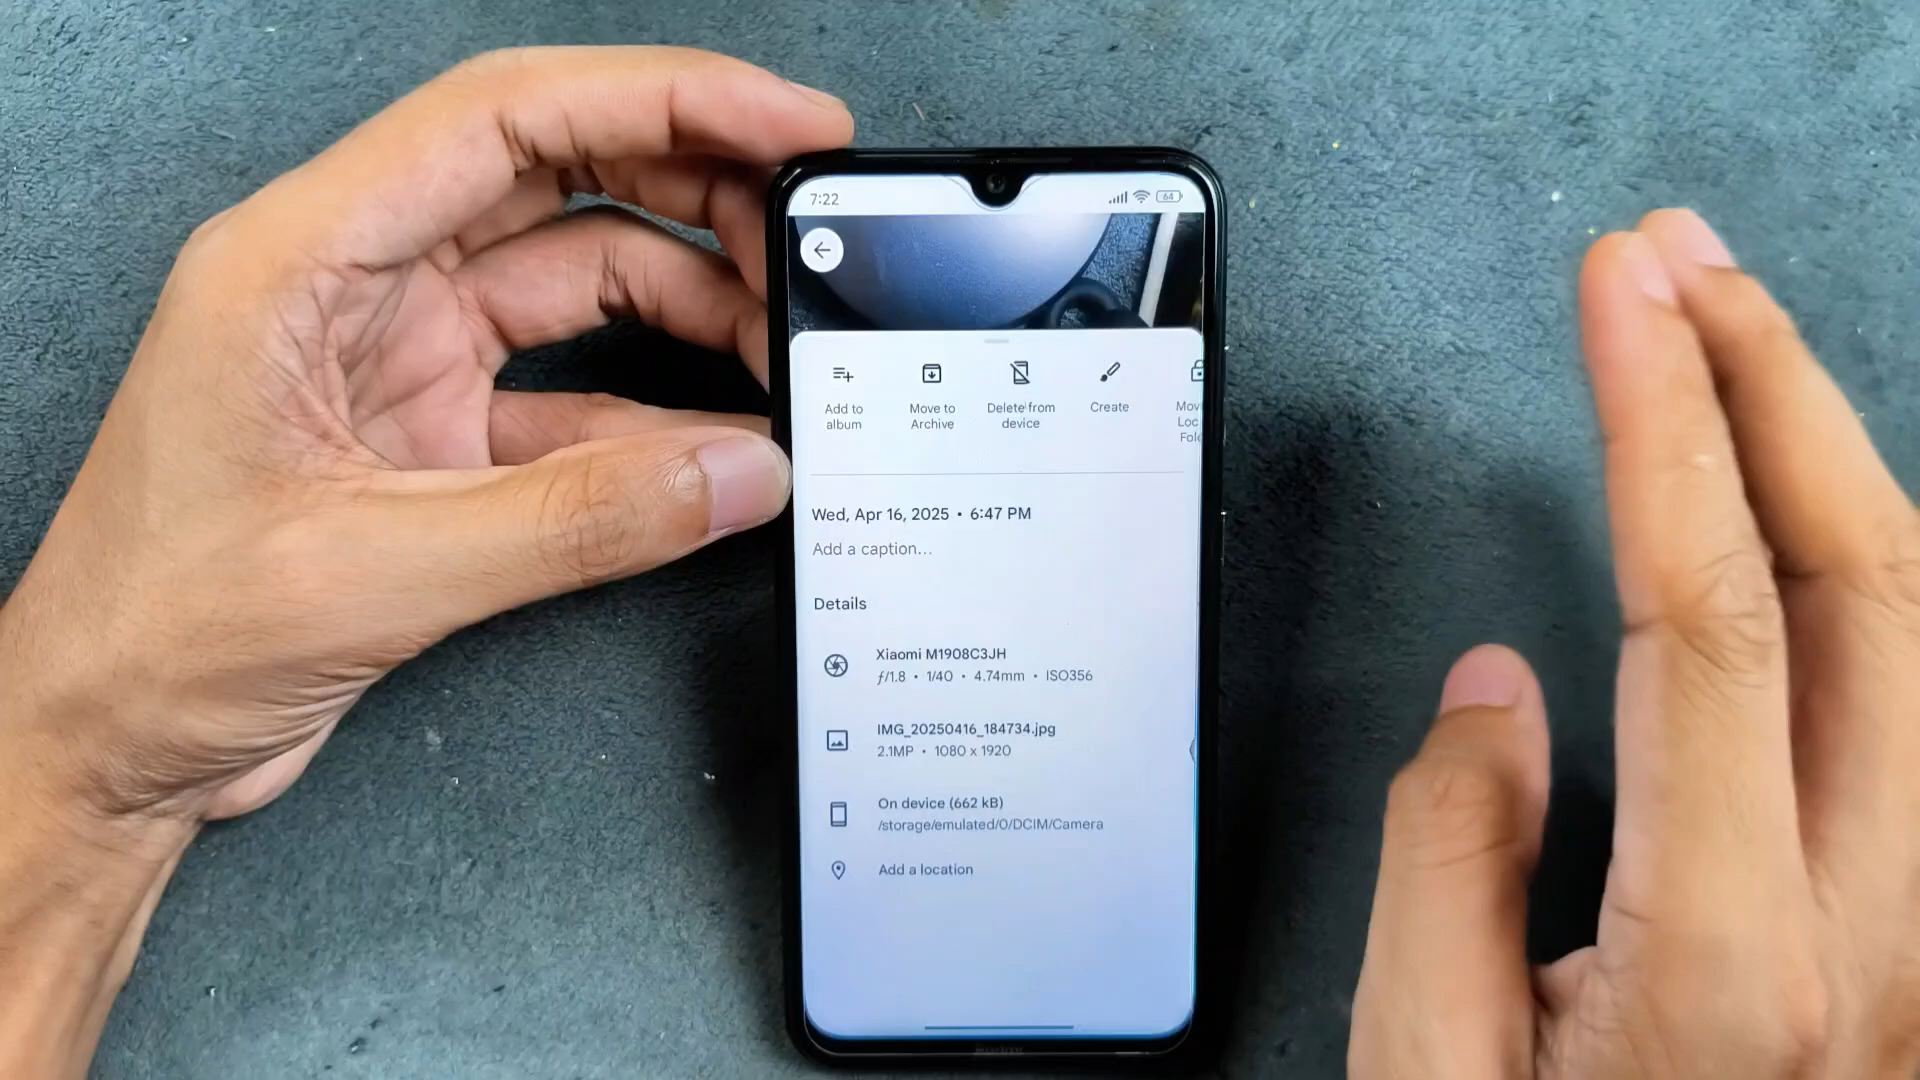 7:22
64
Add to
album
Move to
Archive
Delete from
device
Create
Wed, Apr 16, 2025 • 6:47 PM
Add a caption...
Details
Xiaomi M1908C3JH
ƒ/1.8 • 1/40 • 4.74mm • ISO356
IMG_20250416_184734.jpg
2.1MP • 1080 x 1920
On device (662 kB)
/storage/emulated/0/DCIM/Camera
Add a location